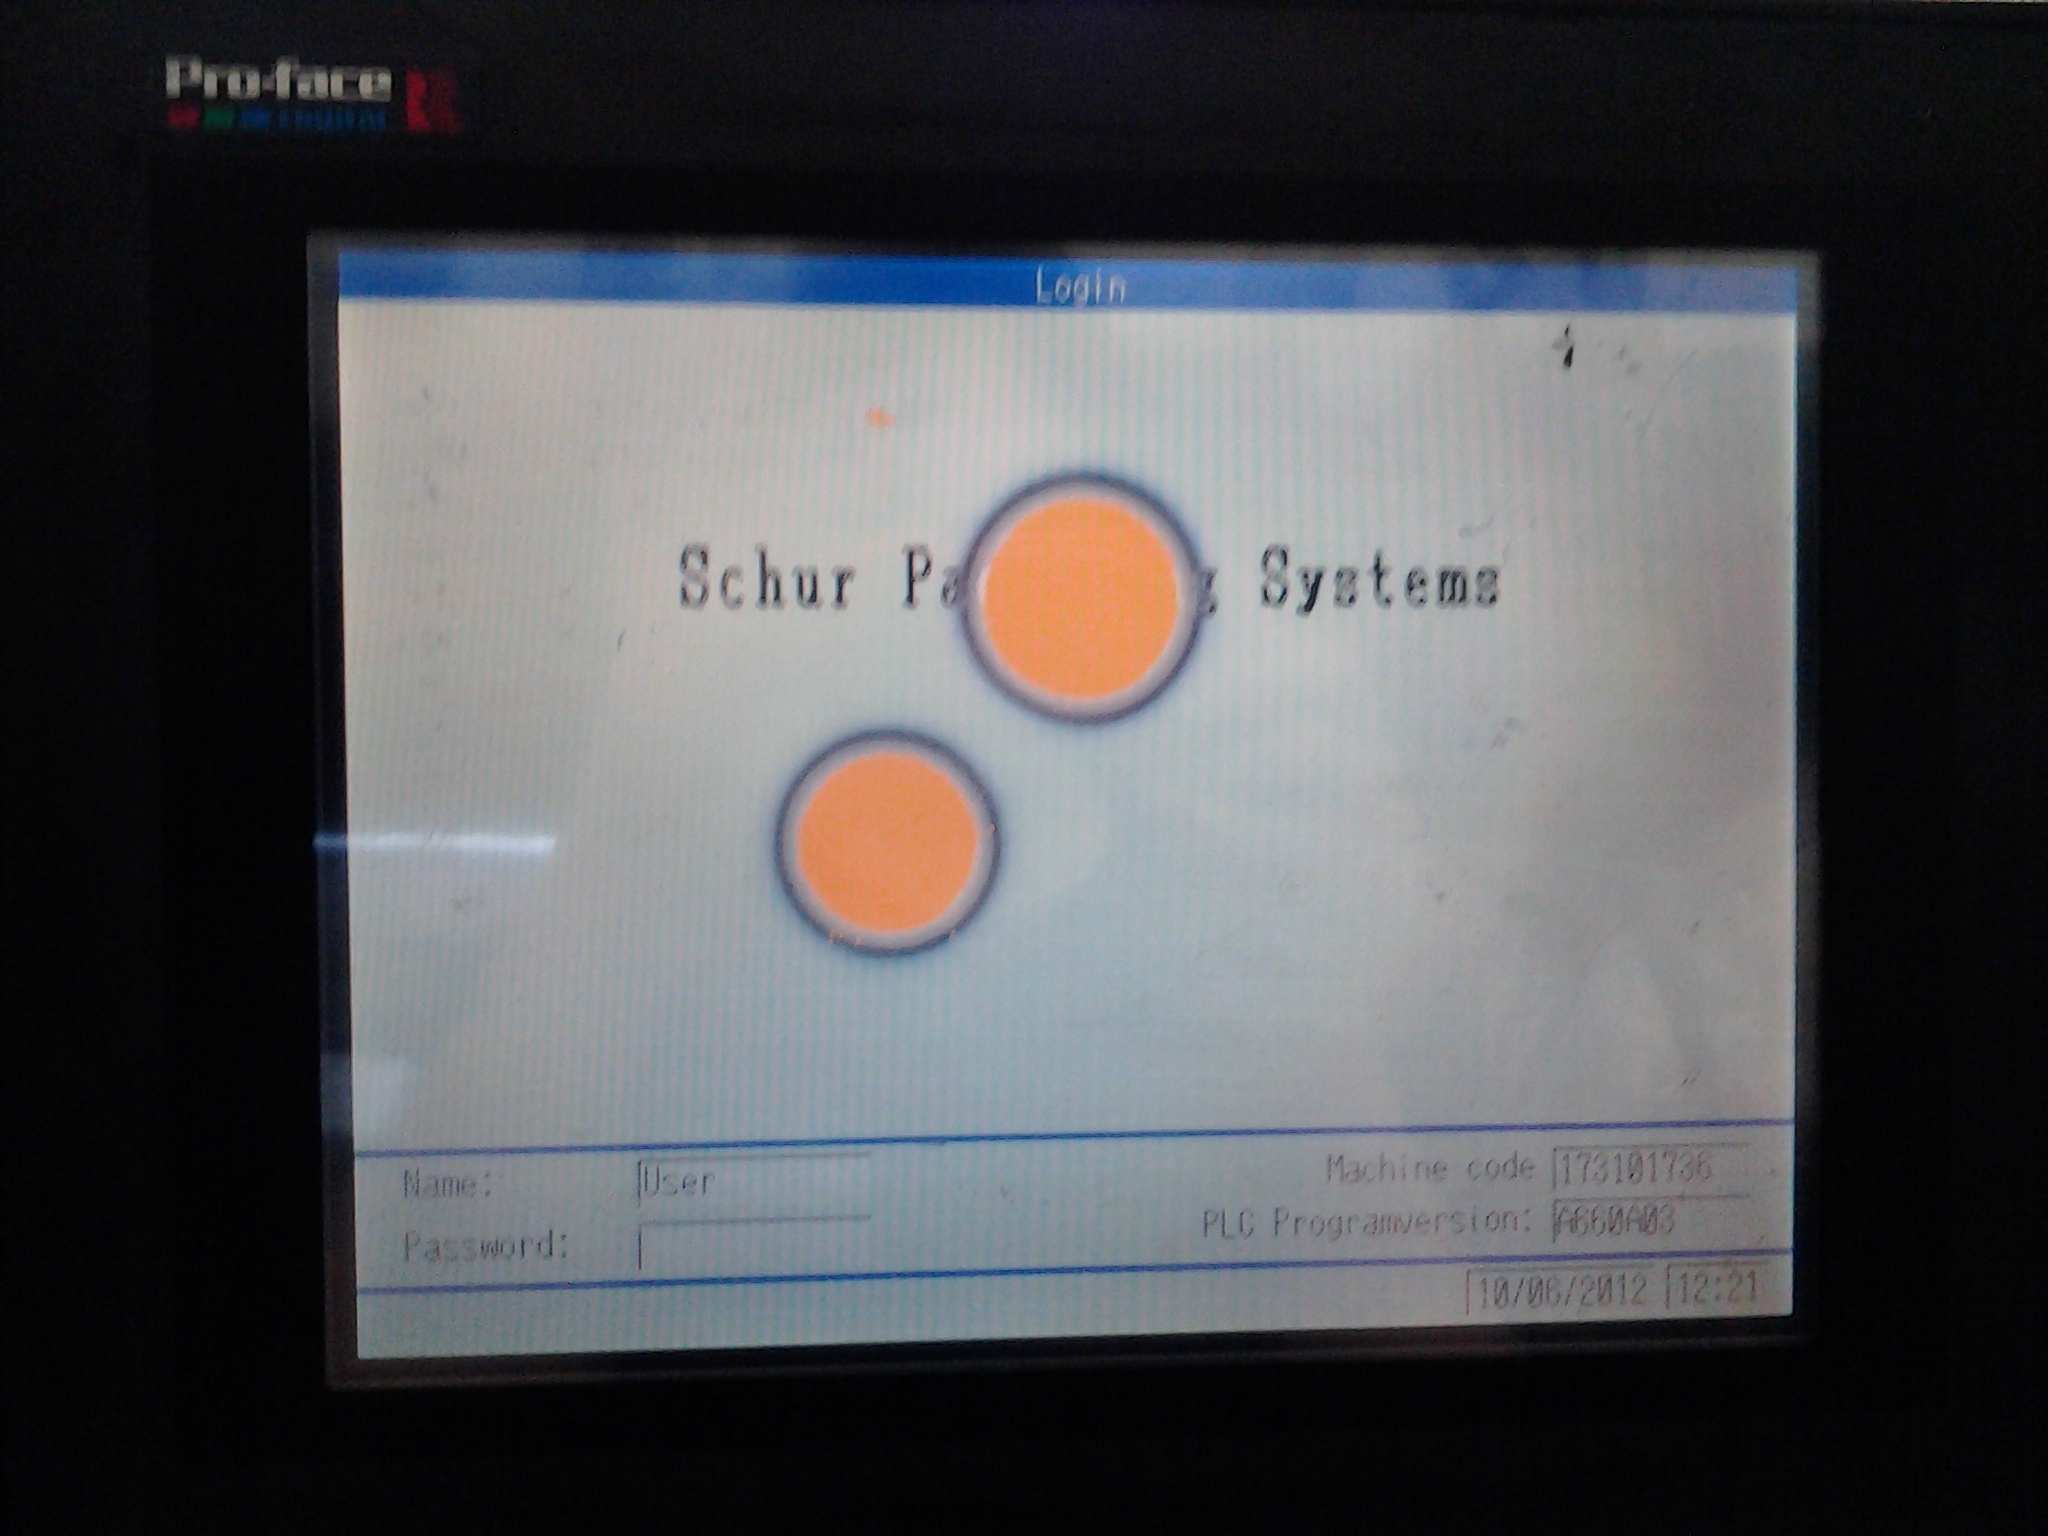 Pro-face
Login
Schur Systems
Name: User
Machine code 173101736
Password:
PLC Programversion: A660A03
10/06/2012 12:21